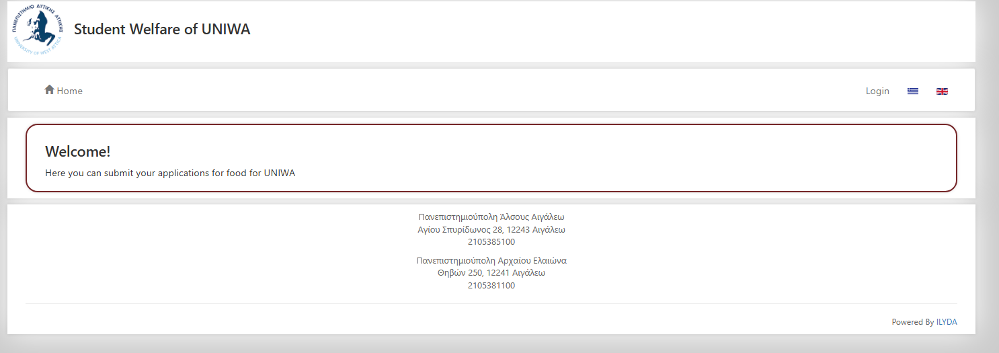 ΠΑΝΕΠΙΣΤΗΜΙΟ ΔΥΤΙΚΗΣ ΑΤΤΙΚΗΣ
UNIVERSITY OF WEST ATTICA
Student Welfare of UNIWA
Home
Login
Welcome!
Here you can submit your applications for food for UNIWA
Πανεπιστημιούπολη Άλσους Αιγάλεω
Αγίου Σπυρίδωνος 28, 12243 Αιγάλεω
2105385100
Πανεπιστημιούπολη Αρχαίου Ελαιώνα
Θηβών 250, 12241 Αιγάλεω
2105381100
Powered By ILYDA